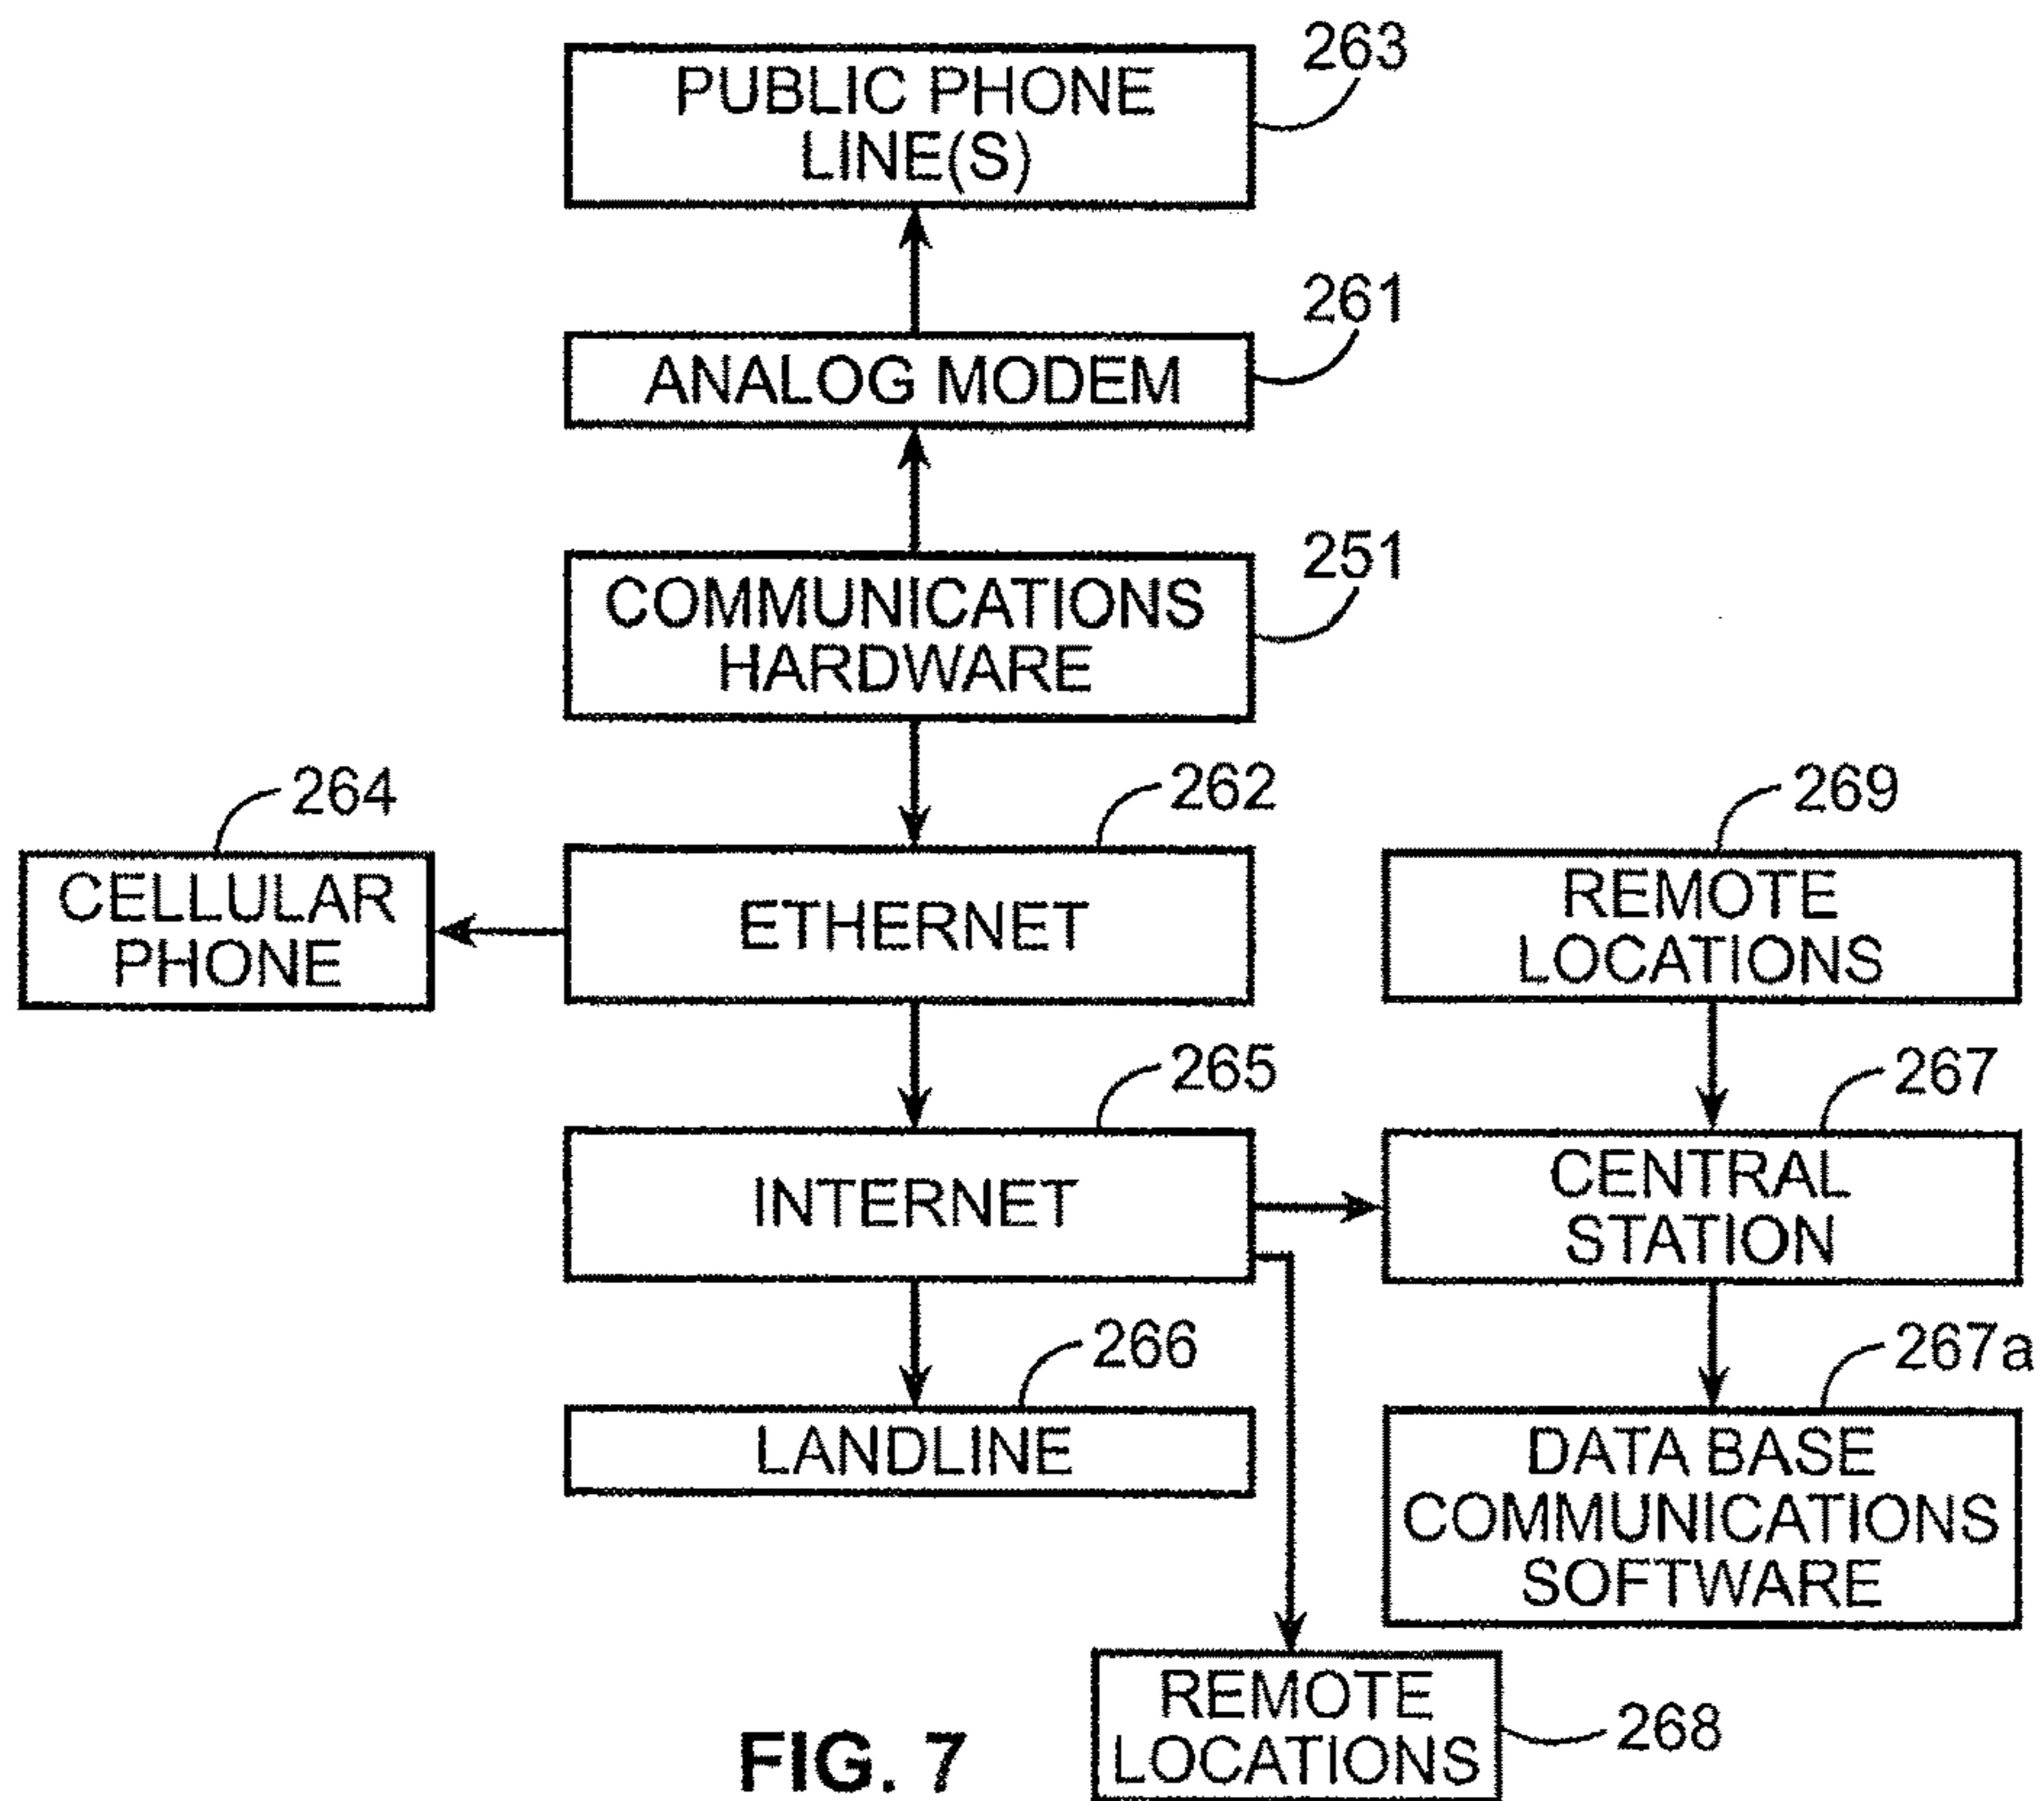 263
PUBLIC PHONE
LINE(S)
261
ANALOG MODEM
251
COMMUNICATIONS
HARDWARE
264
262
269
CELLULAR
PHONE
ETHERNET
REMOTE
LOCATIONS
265
267
INTERNET
CENTRAL
STATION
266
267a
LANDLINE
DATA BASE
COMMUNICATIONS
SOFTWARE
REMOTE
LOCATIONS
268
FIG. 7